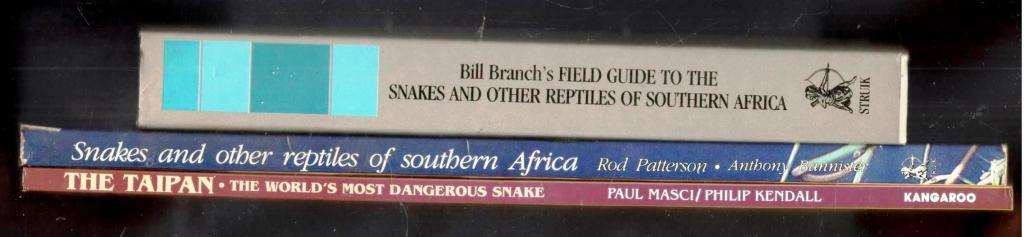 Bill Branch's FIELD GUIDE TO THE
SNAKES AND OTHER REPTILES OF SOUTHERN AFRICA
STRUIK
Snakes and other reptiles of southern Africa Rod Patterson • Anthony Bannister
THE TAIPAN • THE WORLD'S MOST DANGEROUS SNAKE PAUL MASCI/PHILIP KENDALL KANGAROO